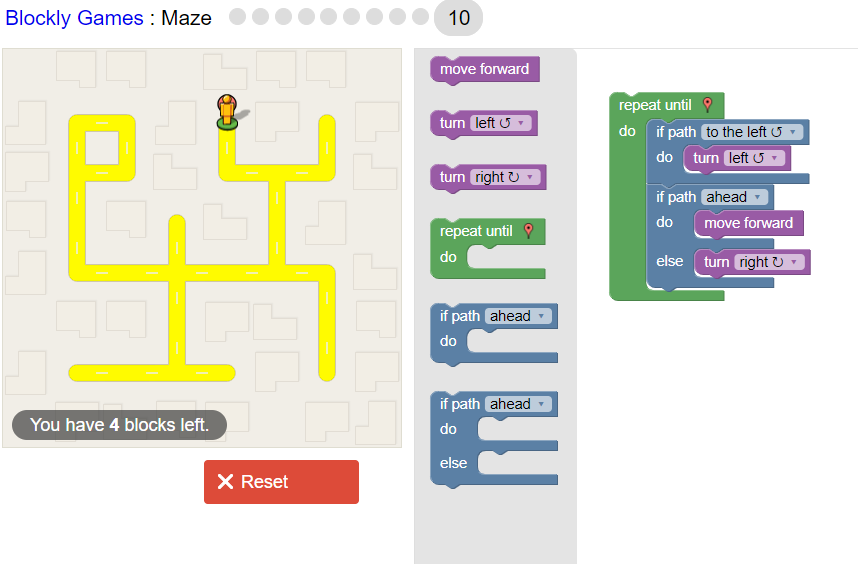 Blockly Games : Maze 10
move forward
turn left ↺ ▾
turn right ↻ ▾
repeat until
do
if path ahead ▾
do
if path ahead ▾
do
else
repeat until
do
if path to the left ↺ ▾
do turn left ↺ ▾
if path ahead ▾
do move forward
else turn right ↻ ▾
You have 4 blocks left.
Reset